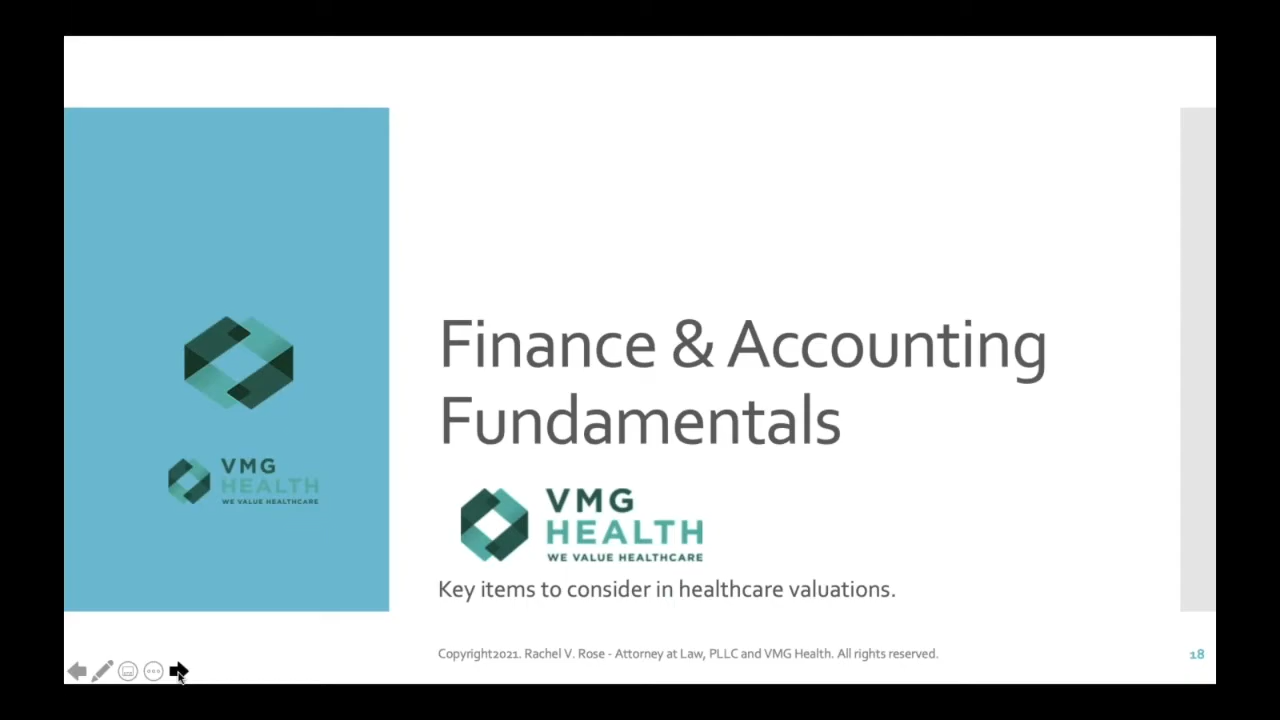 Finance & Accounting
Fundamentals
VMG
HEALTH
WE VALUE HEALTHCARE
VMG
HEALTH
WE VALUE HEALTHCARE
Key items to consider in healthcare valuations.
Copyright2021. Rachel V. Rose - Attorney at Law, PLLC and VMG Health. All rights reserved.
18